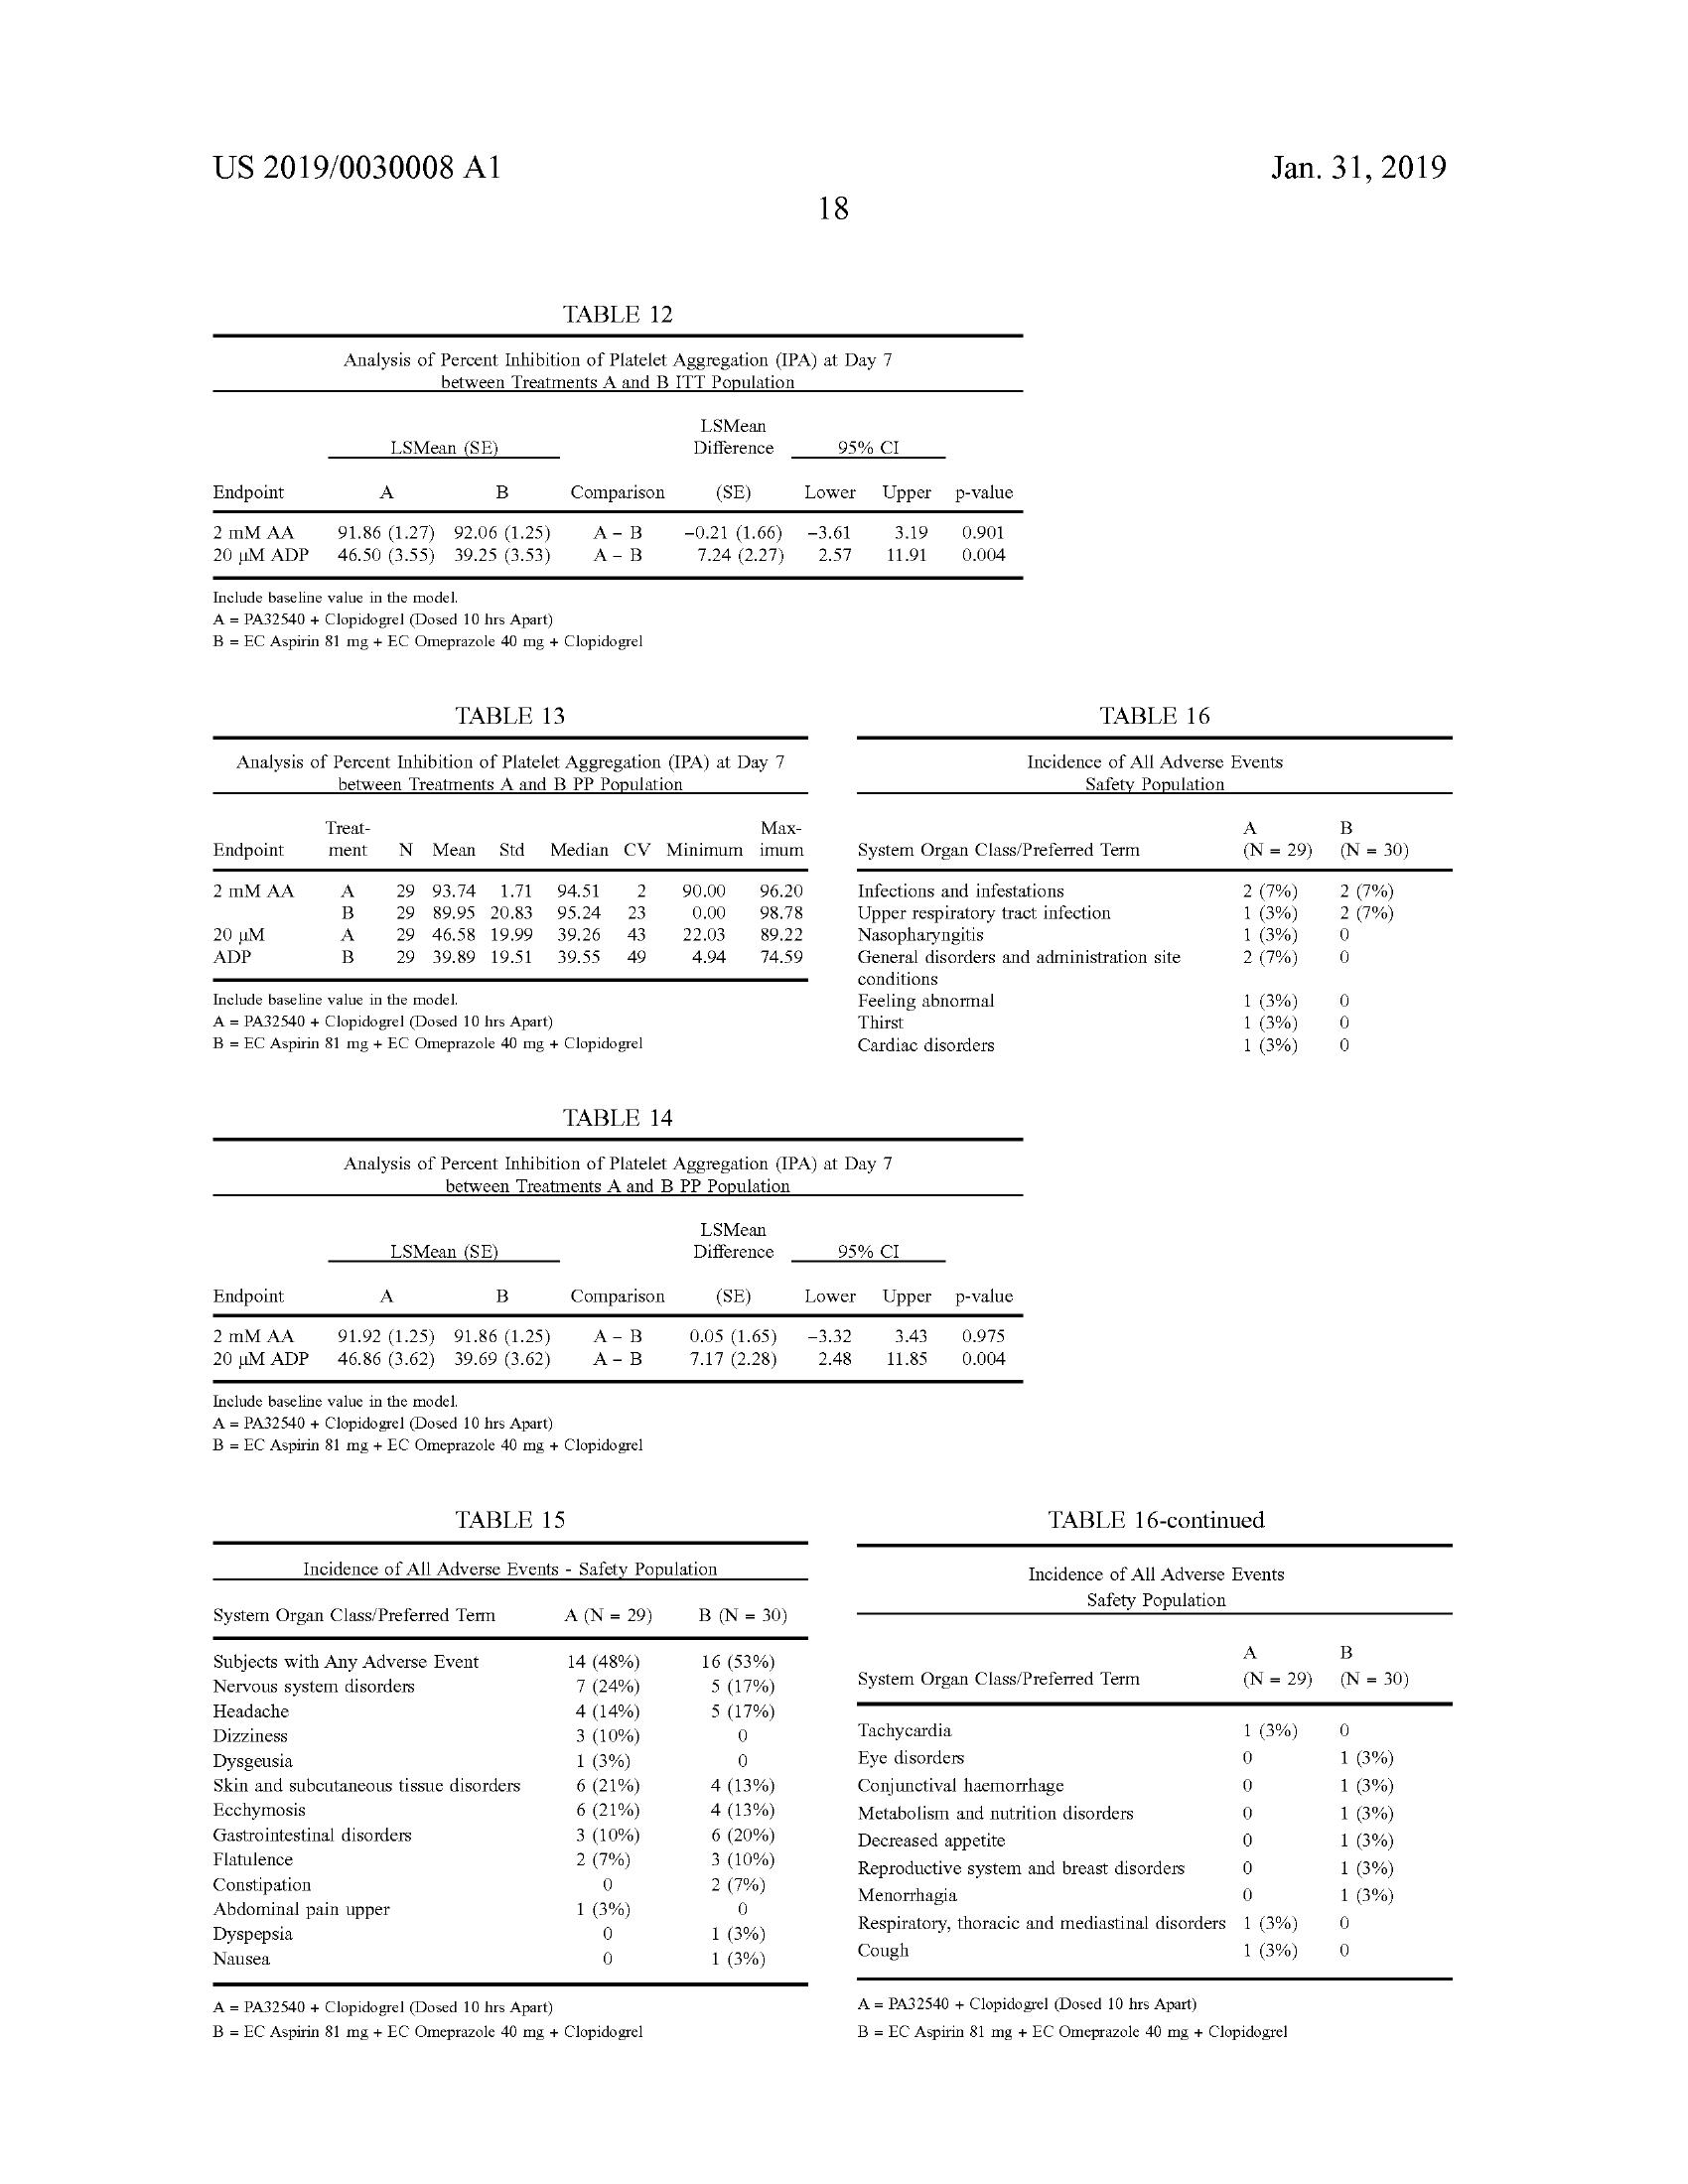 US 2019/0030008 A1
Jan. 31, 2019
18
TABLE 12
Analysis of Percent Inhibition of Platelet Aggregation (IPA) at Day 7
between Treatments A and B ITT Population
LSMean
LSMean (SE) Difference 95% CI
Endpoint A B Comparison (SE) Lower Upper p-value
2 mM AA 91.86 (1.27) 92.06 (1.25) A – B −0.21 (1.66) −3.61 3.19 0.901
20 μM ADP 46.50 (3.55) 39.25 (3.53) A – B 7.24 (2.27) 2.57 11.91 0.004
Include baseline value in the model.
A = PA32540 + Clopidogrel (Dosed 10 hrs Apart)
B = EC Aspirin 81 mg + EC Omeprazole 40 mg + Clopidogrel
TABLE 13
Analysis of Percent Inhibition of Platelet Aggregation (IPA) at Day 7
between Treatments A and B PP Population
Treat- Max-
Endpoint ment N Mean Std Median CV Minimum imum
2 mM AA A 29 93.74 1.71 94.51 2 90.00 96.20
B 29 89.95 20.83 95.24 23 0.00 98.78
20 μM A 29 46.58 19.99 39.26 43 22.03 89.22
ADP B 29 39.89 19.51 39.55 49 4.94 74.59
Include baseline value in the model.
A = PA32540 + Clopidogrel (Dosed 10 hrs Apart)
B = EC Aspirin 81 mg + EC Omeprazole 40 mg + Clopidogrel
TABLE 16
Incidence of All Adverse Events
Safety Population
A B
System Organ Class/Preferred Term (N = 29) (N = 30)
Infections and infestations 2 (7%) 2 (7%)
Upper respiratory tract infection 1 (3%) 2 (7%)
Nasopharyngitis 1 (3%) 0
General disorders and administration site 2 (7%) 0
conditions
Feeling abnormal 1 (3%) 0
Thirst 1 (3%) 0
Cardiac disorders 1 (3%) 0
TABLE 14
Analysis of Percent Inhibition of Platelet Aggregation (IPA) at Day 7
between Treatments A and B PP Population
LSMean
LSMean (SE) Difference 95% CI
Endpoint A B Comparison (SE) Lower Upper p-value
2 mM AA 91.92 (1.25) 91.86 (1.25) A – B 0.05 (1.65) −3.32 3.43 0.975
20 μM ADP 46.86 (3.62) 39.69 (3.62) A – B 7.17 (2.28) 2.48 11.85 0.004
Include baseline value in the model.
A = PA32540 + Clopidogrel (Dosed 10 hrs Apart)
B = EC Aspirin 81 mg + EC Omeprazole 40 mg + Clopidogrel
TABLE 15
Incidence of All Adverse Events - Safety Population
System Organ Class/Preferred Term A (N = 29) B (N = 30)
Subjects with Any Adverse Event 14 (48%) 16 (53%)
Nervous system disorders 7 (24%) 5 (17%)
Headache 4 (14%) 5 (17%)
Dizziness 3 (10%) 0
Dysgeusia 1 (3%) 0
Skin and subcutaneous tissue disorders 6 (21%) 4 (13%)
Ecchymosis 6 (21%) 4 (13%)
Gastrointestinal disorders 3 (10%) 6 (20%)
Flatulence 2 (7%) 3 (10%)
Constipation 0 2 (7%)
Abdominal pain upper 1 (3%) 0
Dyspepsia 0 1 (3%)
Nausea 0 1 (3%)
A = PA32540 + Clopidogrel (Dosed 10 hrs Apart)
B = EC Aspirin 81 mg + EC Omeprazole 40 mg + Clopidogrel
TABLE 16-continued
Incidence of All Adverse Events
Safety Population
A B
System Organ Class/Preferred Term (N = 29) (N = 30)
Tachycardia 1 (3%) 0
Eye disorders 0 1 (3%)
Conjunctival haemorrhage 0 1 (3%)
Metabolism and nutrition disorders 0 1 (3%)
Decreased appetite 0 1 (3%)
Reproductive system and breast disorders 0 1 (3%)
Menorrhagia 0 1 (3%)
Respiratory, thoracic and mediastinal disorders 1 (3%) 0
Cough 1 (3%) 0
A = PA32540 + Clopidogrel (Dosed 10 hrs Apart)
B = EC Aspirin 81 mg + EC Omeprazole 40 mg + Clopidogrel